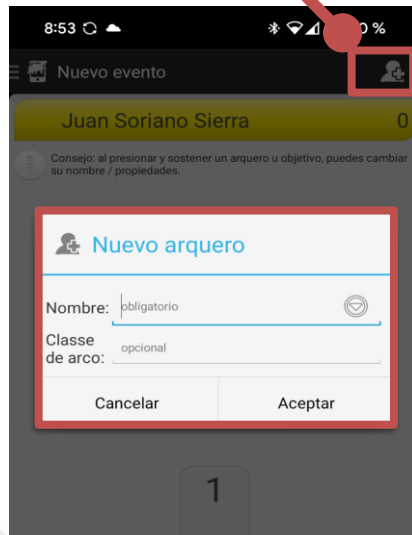 8:53 0 %
Nuevo evento
Juan Soriano Sierra 0
Consejo: al presionar y sostener un arquero u objetivo, puedes cambiar
su nombre / propiedades.
Nuevo arquero
Nombre: obligatorio
Classe
de arco: opcional
Cancelar Aceptar
1